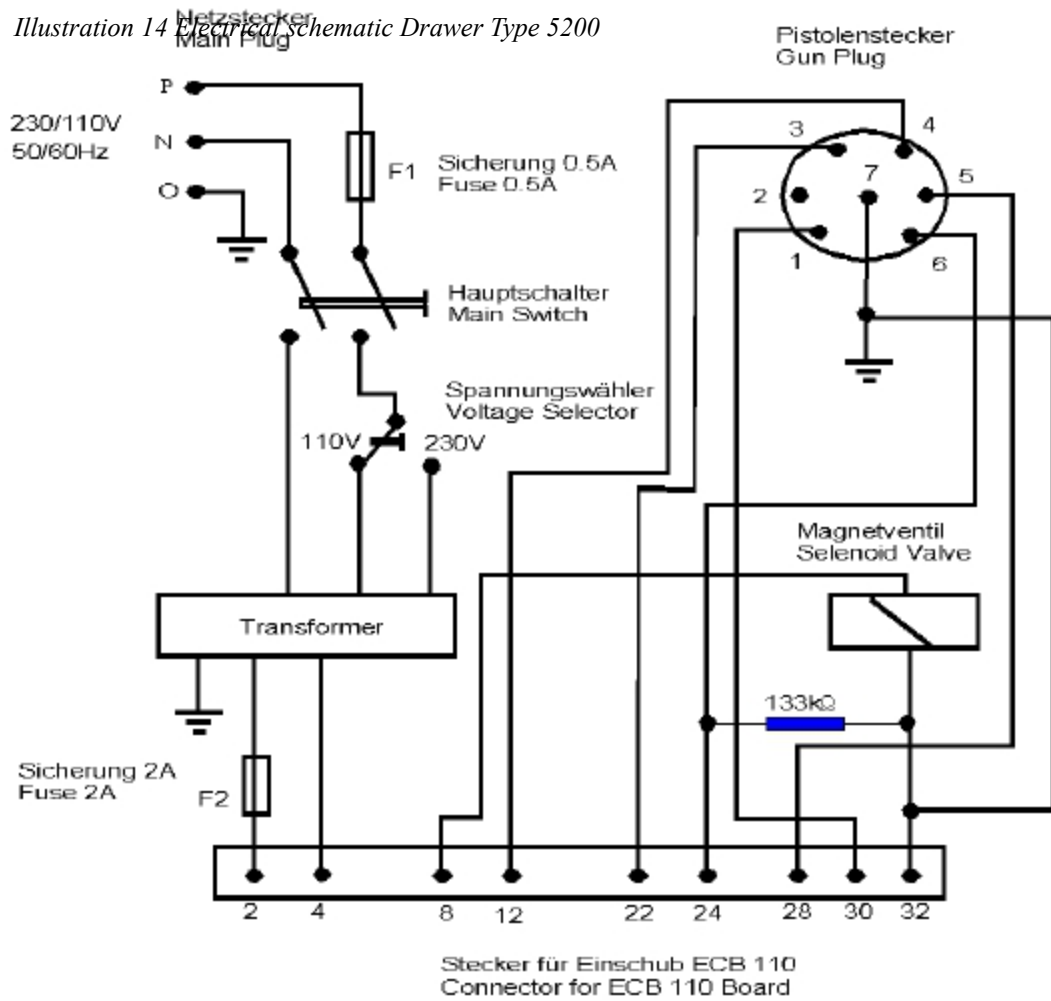 Illustration 14 Electrical schematic Drawer Type 5200
Netzstecker
Main Plug
P
230/110V
50/60Hz
N
O
F1
Sicherung 0.5A
Fuse 0.5A
Pistolenstecker
Gun Plug
3
4
2
7
5
1
6
Hauptschalter
Main Switch
Spannungswähler
Voltage Selector
110V
230V
Magnetventil
Selenoid Valve
Transformer
133kΩ
Sicherung 2A
Fuse 2A
F2
2 4 8 12 22 24 28 30 32
Stecker für Einschub ECB 110
Connector for ECB 110 Board